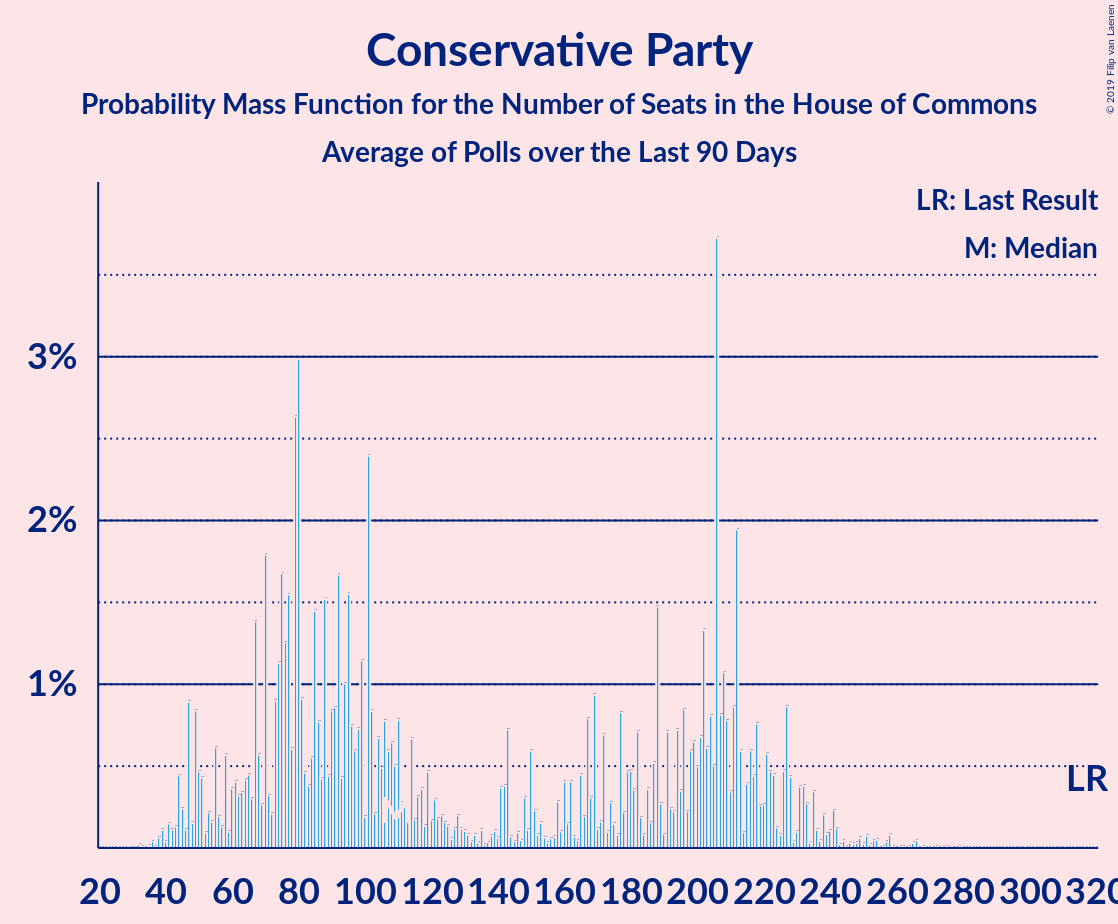 Conservative Party
Probability Mass Function for the Number of Seats in the House of Commons
Average of Polls over the Last 90 Days
© 2019 Filip van Laenen
LR: Last Result
M: Median
3%
2%
1%
LR
20 40 60 80 100 120 140 160 180 200 220 240 260 280 300 320